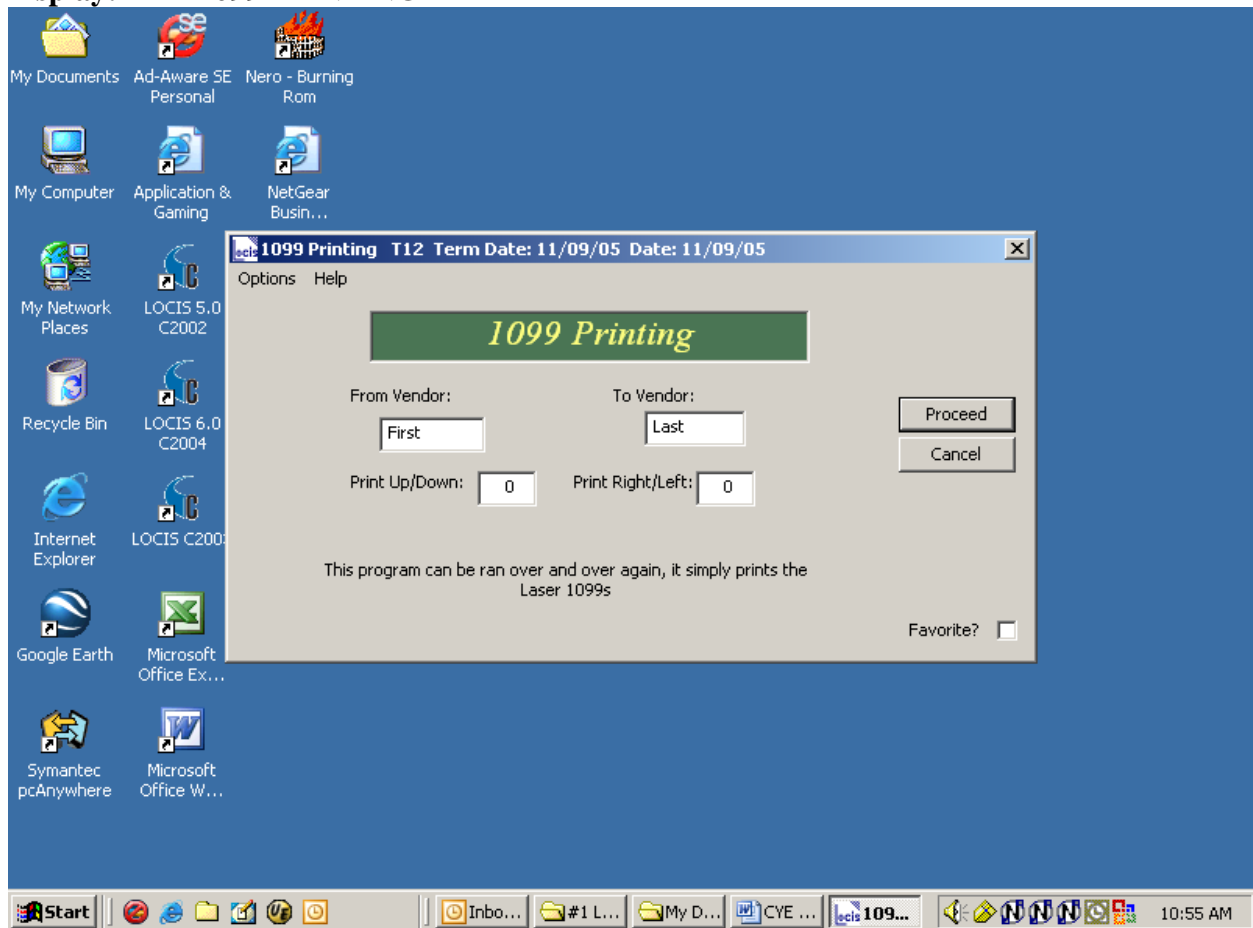 My Documents
Ad-Aware SE
Personal
Nero - Burning
Rom
My Computer
Application &
Gaming
NetGear
Busin...
My Network
Places
LOCIS 5.0
C2002
Recycle Bin
LOCIS 6.0
C2004
Internet
Explorer
LOCIS C200
Google Earth
Microsoft
Office Ex...
Symantec
pcAnywhere
Microsoft
Office W...
1099 Printing T12 Term Date: 11/09/05 Date: 11/09/05
Options Help
1099 Printing
From Vendor: To Vendor:
First Last
Proceed
Cancel
Print Up/Down: 0 Print Right/Left: 0
This program can be ran over and over again, it simply prints the
Laser 1099s
Favorite?
Start Inbo... #1 L... My D... CYE ... ocis 109... 10:55 AM